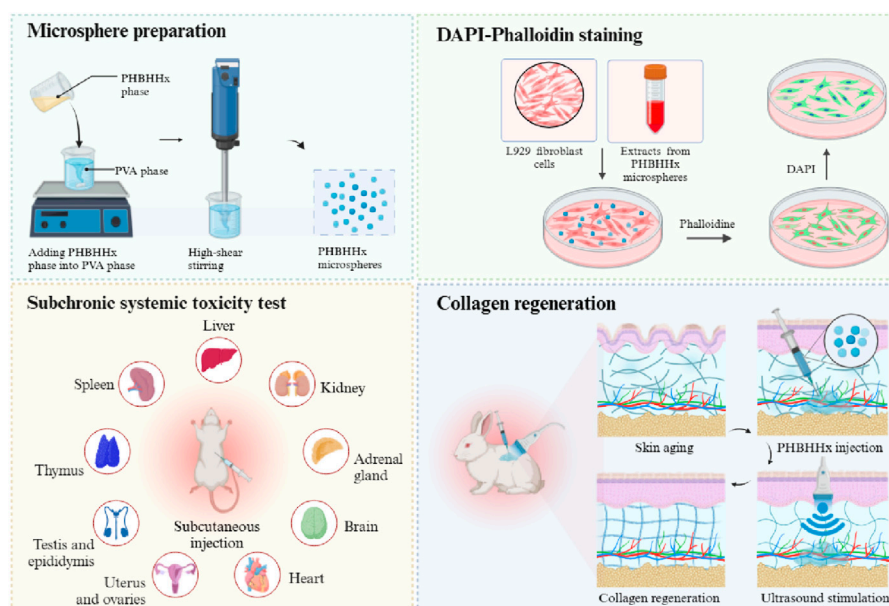 Microsphere preparation
PHBHHx
phase
PVA phase
Adding PHBHHx
phase into PVA phase
High-shear
stirring
PHBHHx
microspheres
DAPI-Phalloidin staining
L929 fibroblast
cells
Extracts from
PHBHHx
microspheres
Phalloidine
DAPI
Subchronic systemic toxicity test
Liver
Spleen
Kidney
Thymus
Adrenal
gland
Subcutaneous
injection
Brain
Testis and
epididymis
Uterus
and ovaries
Heart
Collagen regeneration
Skin aging
PHBHHx injection
Collagen regeneration
Ultrasound stimulation